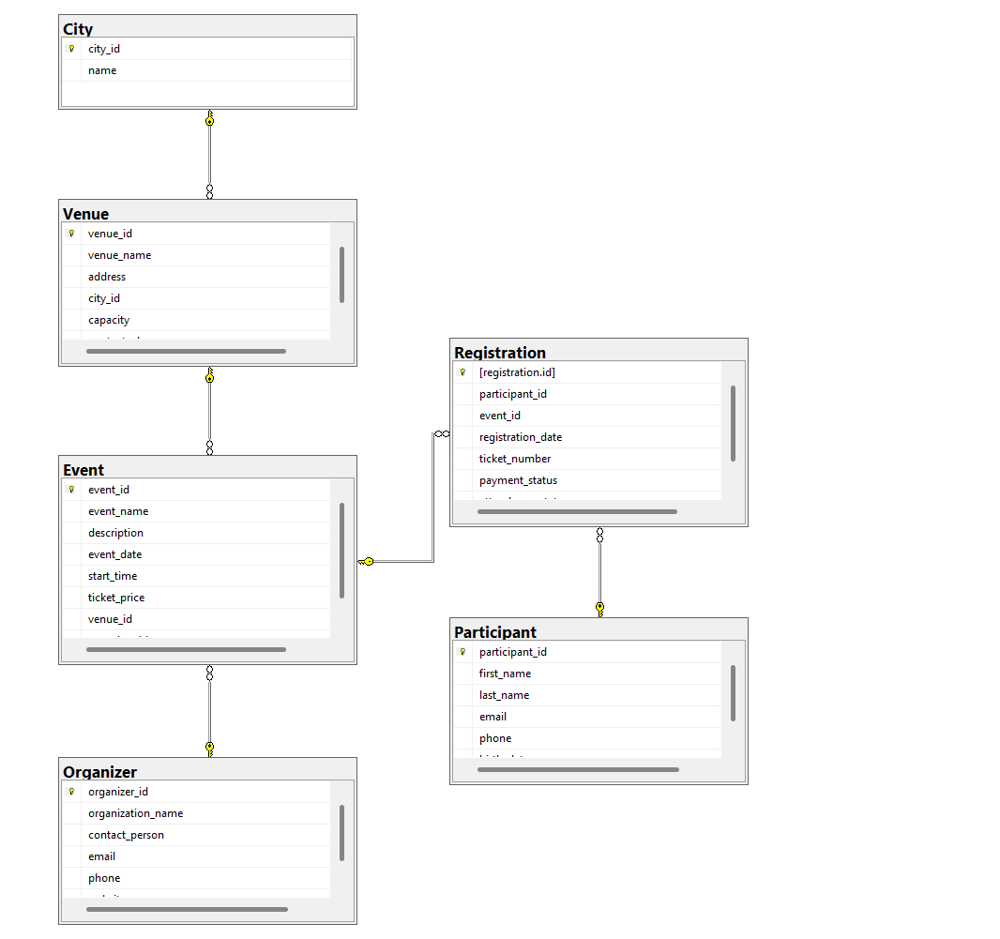 City
city_id
name
Venue
venue_id
venue_name
address
city_id
capacity
Event
event_id
event_name
description
event_date
start_time
ticket_price
venue_id
Organizer
organizer_id
organization_name
contact_person
email
phone
Registration
[registration.id]
participant_id
event_id
registration_date
ticket_number
payment_status
Participant
participant_id
first_name
last_name
email
phone